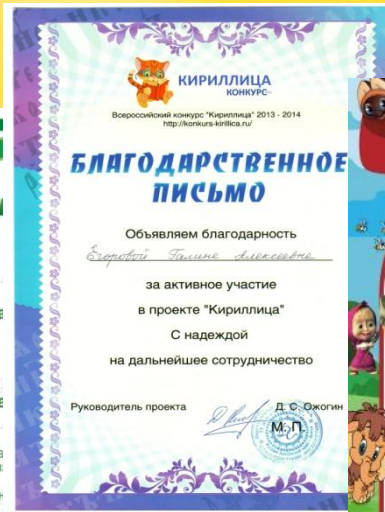 КИРИЛЛИЦА
КОНКУРС
Всероссийский конкурс "Кириллица" 2013 - 2014
http://konkurs-kirillica.ru/
БЛАГОДАРСТВЕННОЕ
ПИСЬМО
Объявляем благодарность
Егоровой Галине Алексеевне
за активное участие
в проекте "Кириллица"
С надеждой
на дальнейшее сотрудничество
Руководитель проекта Д. С. Ожогин
М. П.